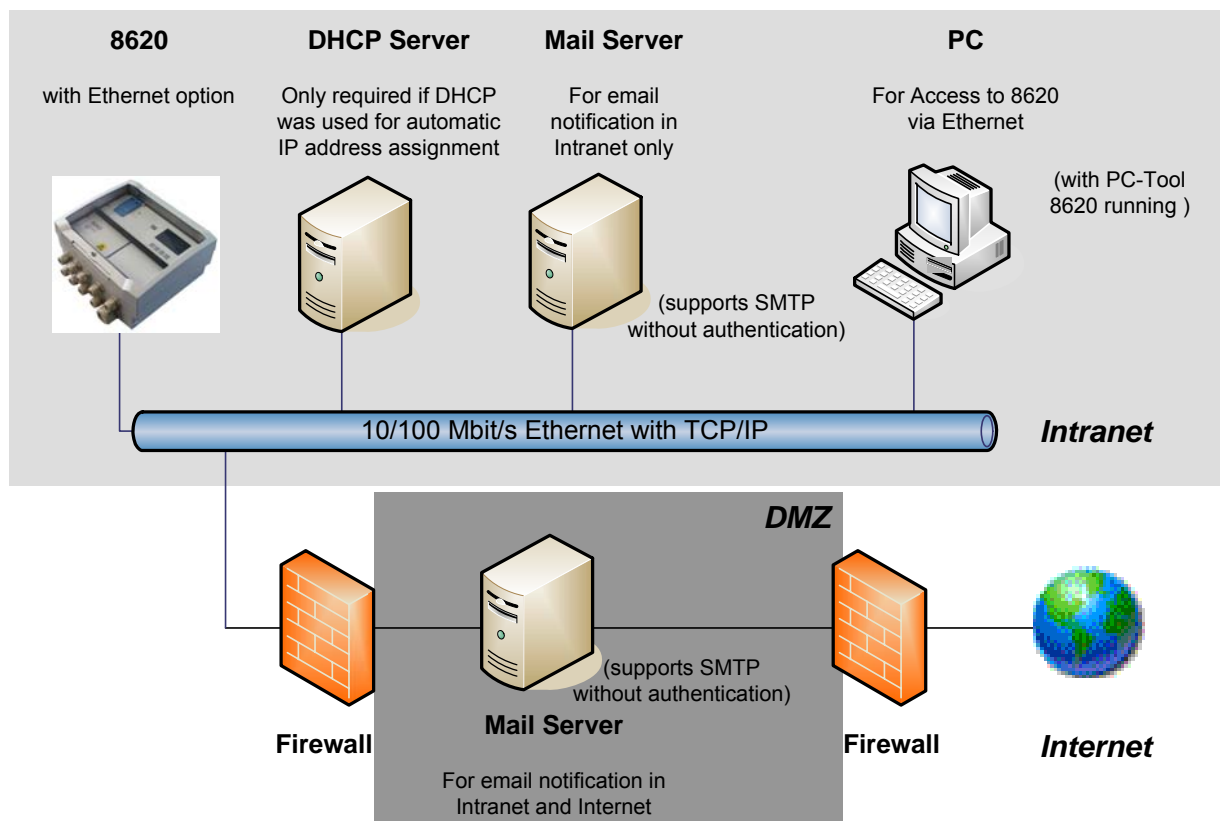 8620
with Ethernet option
DHCP Server
Only required if DHCP
was used for automatic
IP address assignment
Mail Server
For email
notification in
Intranet only
(supports SMTP
without authentication)
PC
For Access to 8620
via Ethernet
(with PC-Tool
8620 running )
10/100 Mbit/s Ethernet with TCP/IP
Intranet
DMZ
Firewall
(supports SMTP
without authentication)
Mail Server
For email notification in
Intranet and Internet
Firewall
Internet